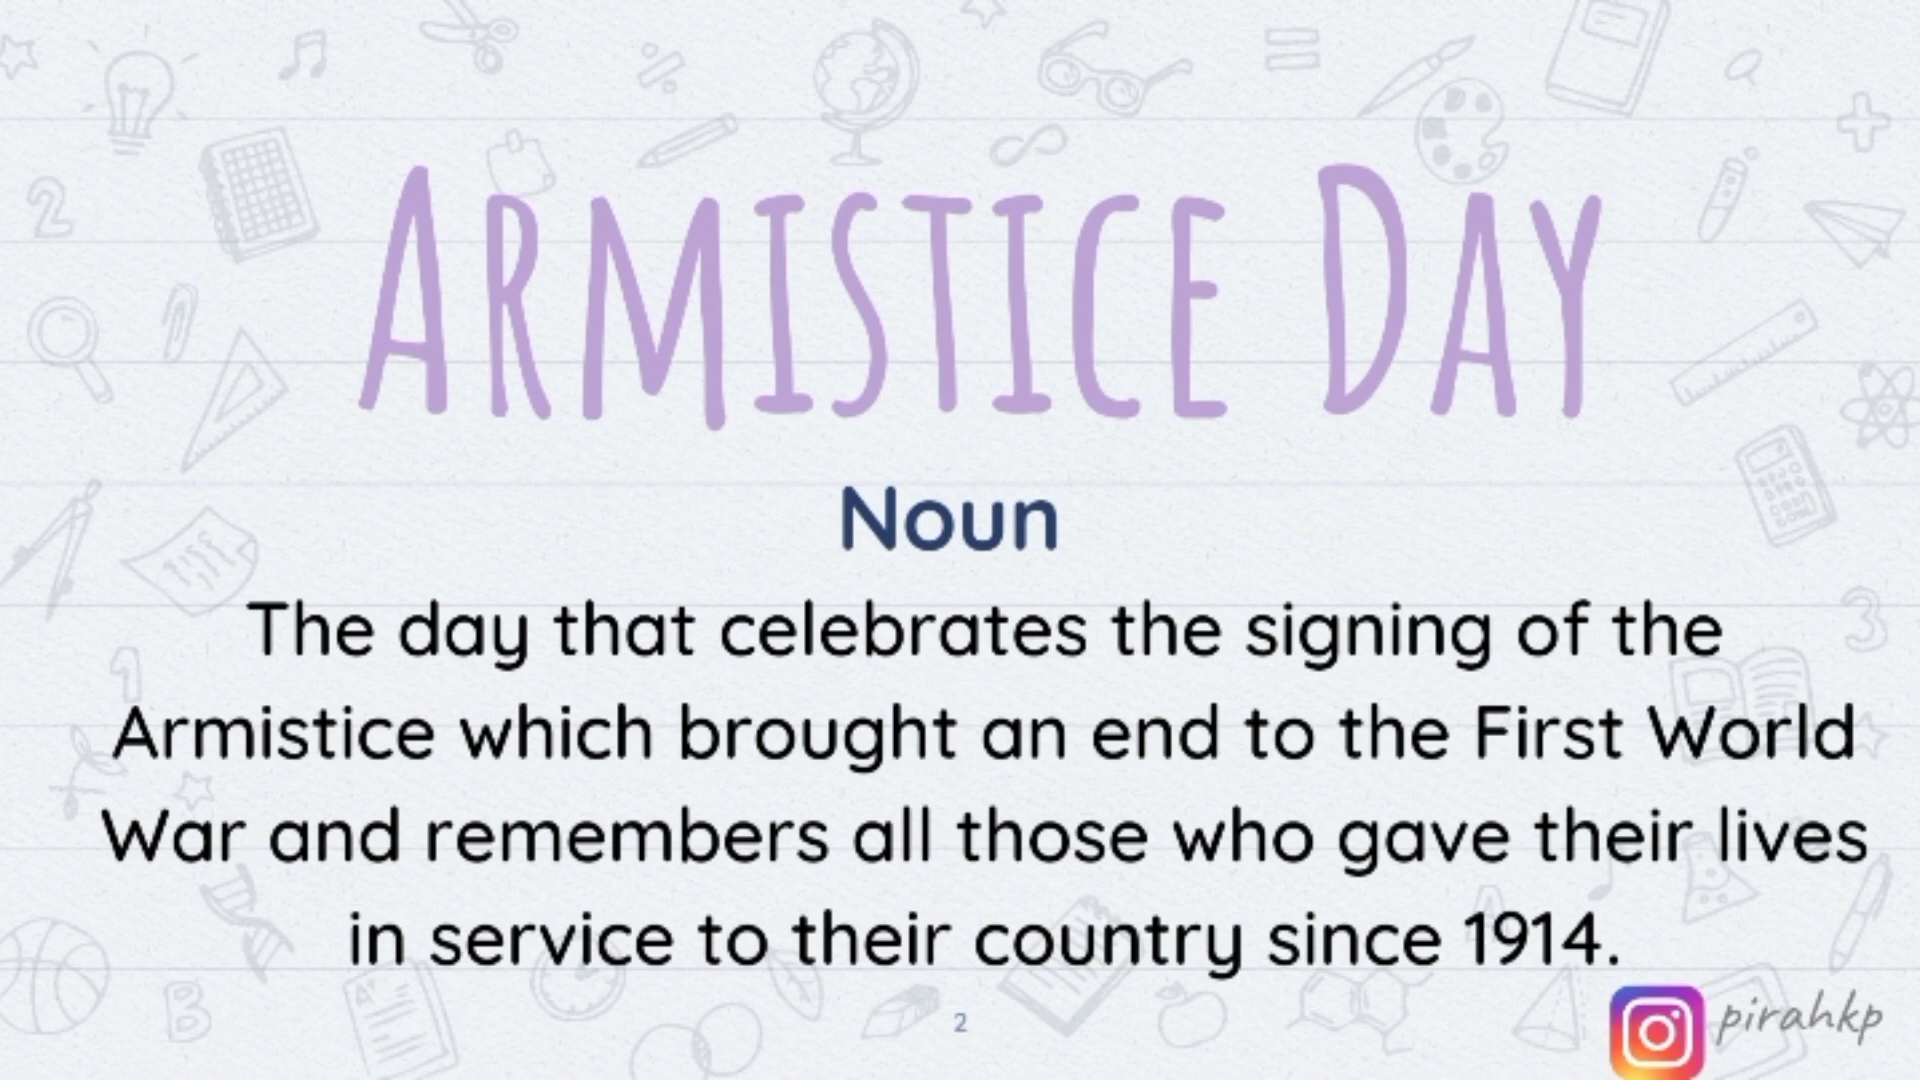 Armistice Day
Noun
The day that celebrates the signing of the
Armistice which brought an end to the First World
War and remembers all those who gave their lives
in service to their country since 1914.
2
pirahkp